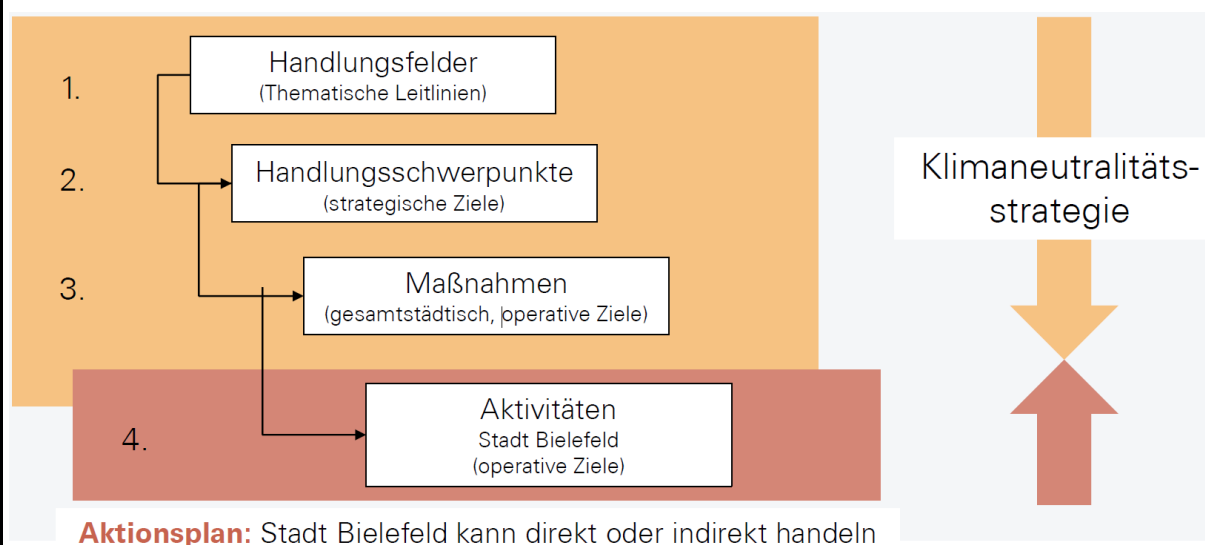 1.
Handlungsfelder
(Thematische Leitlinien)
2.
Handlungsschwerpunkte
(strategische Ziele)
3.
Maßnahmen
(gesamtstädtisch, operative Ziele)
4.
Aktivitäten
Stadt Bielefeld
(operative Ziele)
Aktionsplan: Stadt Bielefeld kann direkt oder indirekt handeln
Klimaneutralitäts-
strategie